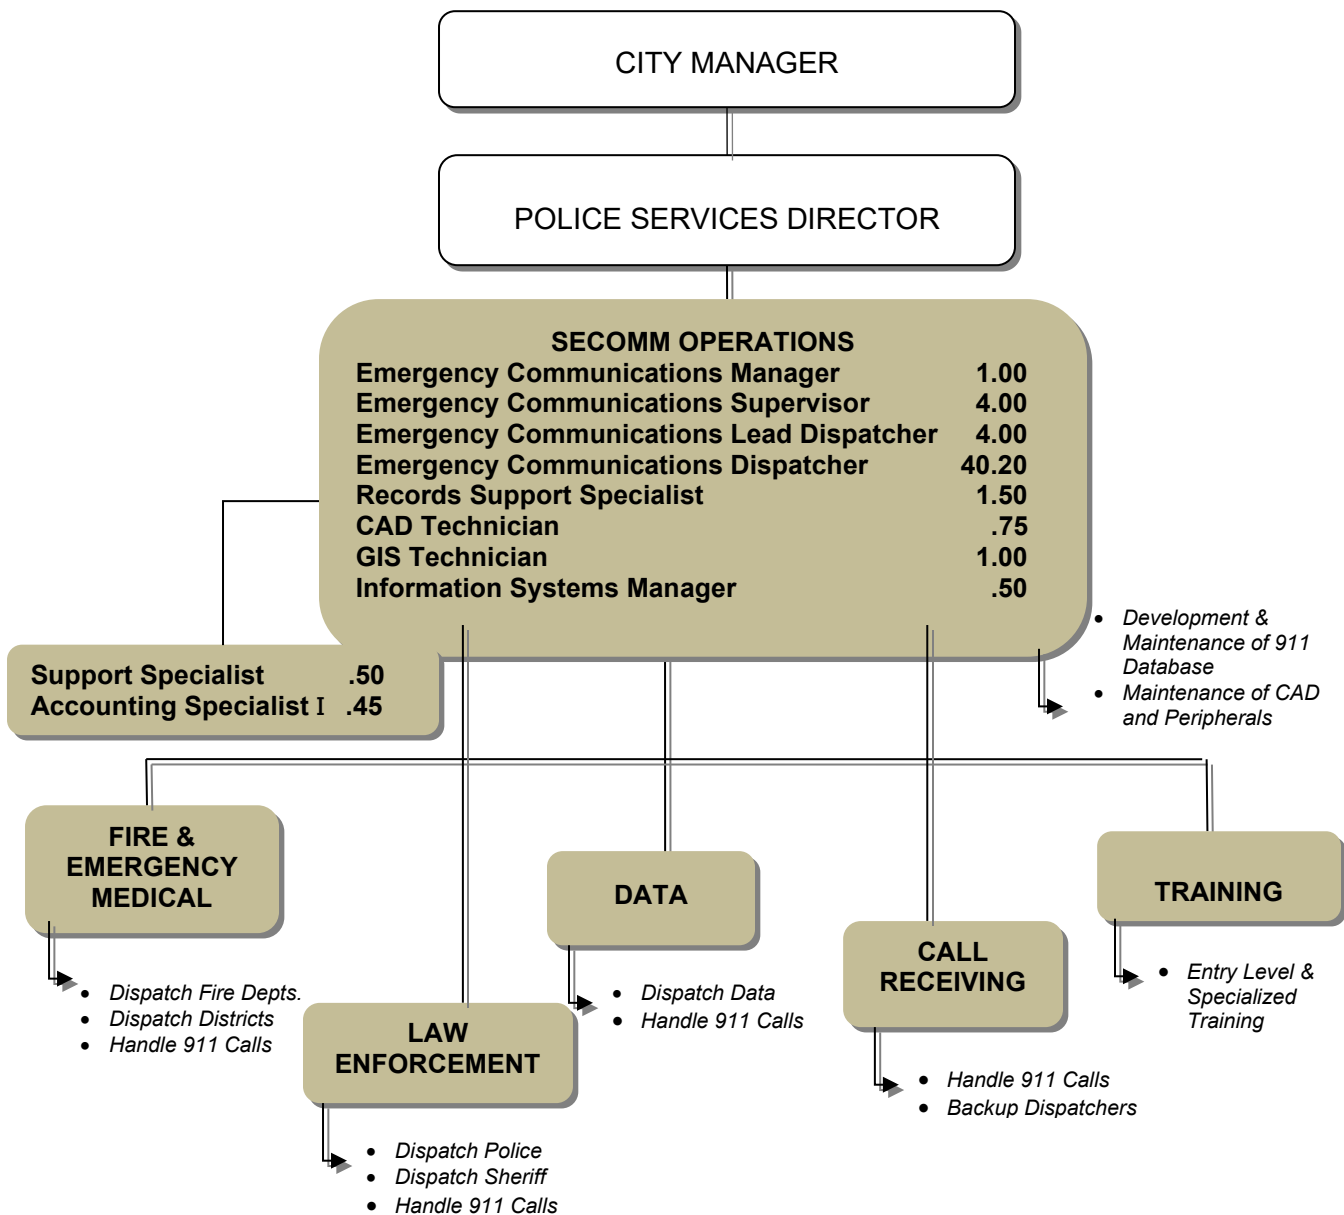 CITY MANAGER
POLICE SERVICES DIRECTOR
SECOMM OPERATIONS
Emergency Communications Manager 1.00
Emergency Communications Supervisor 4.00
Emergency Communications Lead Dispatcher 4.00
Emergency Communications Dispatcher 40.20
Records Support Specialist 1.50
CAD Technician .75
GIS Technician 1.00
Information Systems Manager .50
• Development &
Maintenance of 911
Database
• Maintenance of CAD
and Peripherals
Support Specialist .50
Accounting Specialist I .45
FIRE &
EMERGENCY
MEDICAL
• Dispatch Fire Depts.
• Dispatch Districts
• Handle 911 Calls
LAW
ENFORCEMENT
• Dispatch Police
• Dispatch Sheriff
• Handle 911 Calls
DATA
• Dispatch Data
• Handle 911 Calls
CALL
RECEIVING
• Handle 911 Calls
• Backup Dispatchers
TRAINING
• Entry Level &
Specialized
Training